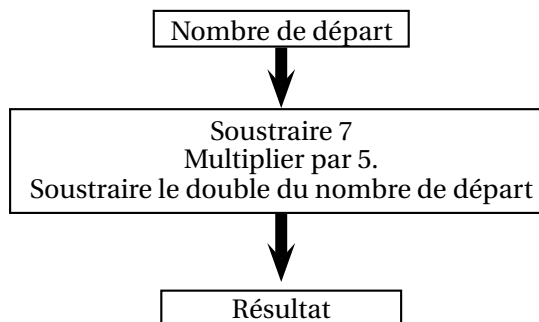 Nombre de départ
Soustraire 7
Multiplier par 5.
Soustraire le double du nombre de départ
Résultat